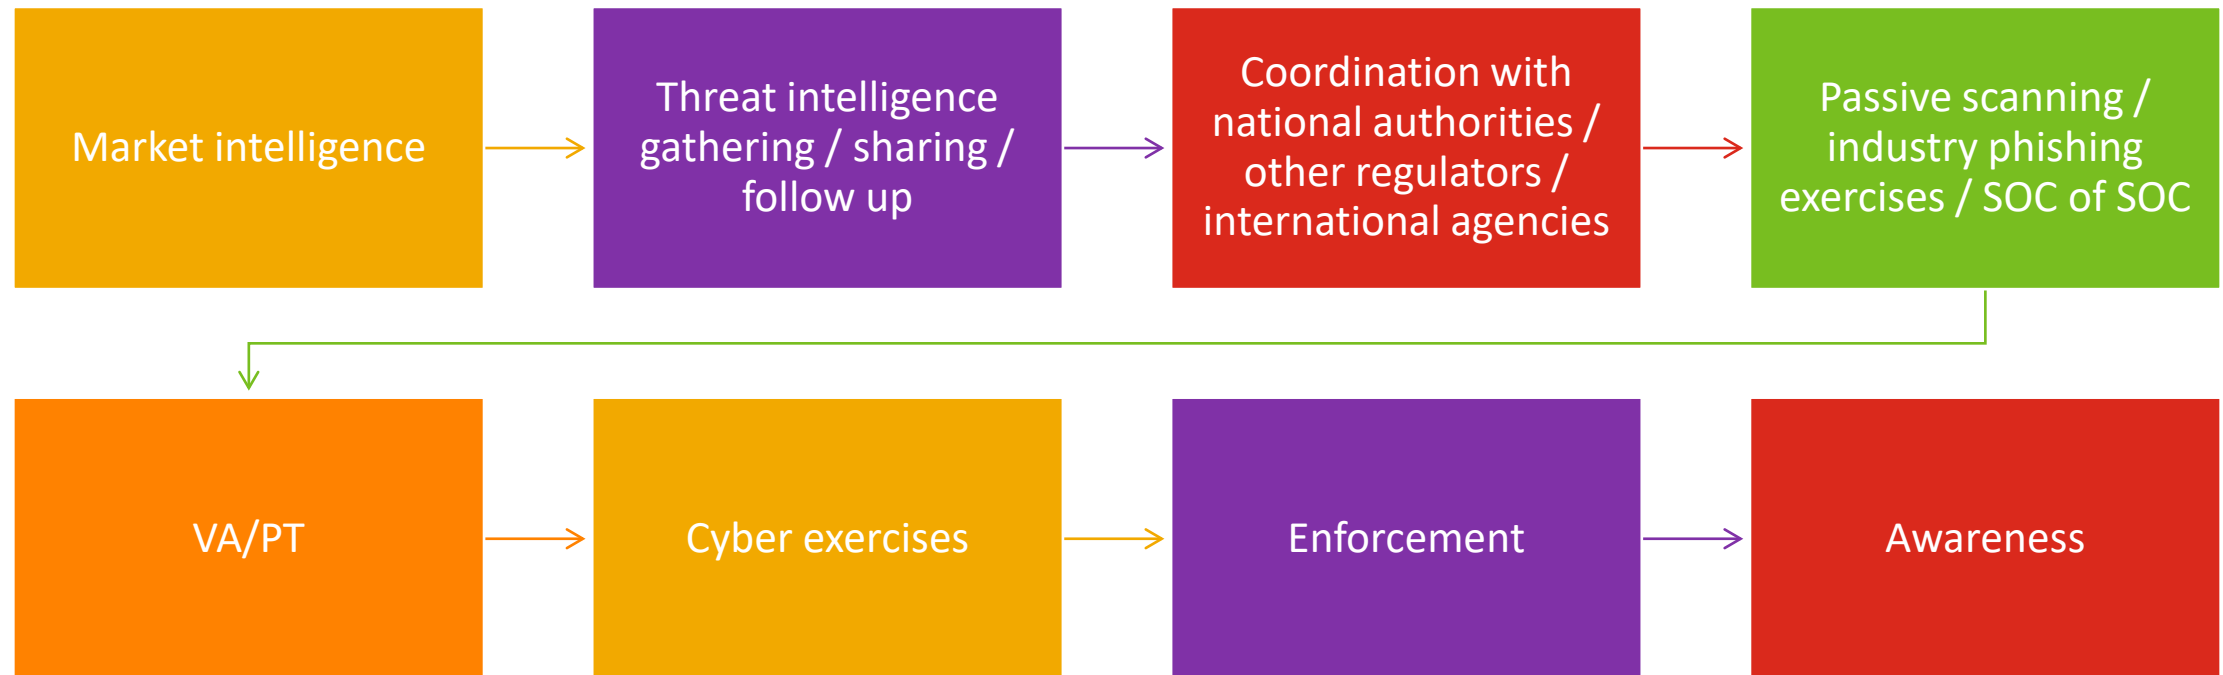 Market intelligence
Threat intelligence
gathering / sharing /
follow up
Coordination with
national authorities /
other regulators /
international agencies
Passive scanning /
industry phishing
exercises / SOC of SOC
VA/PT
Cyber exercises
Enforcement
Awareness